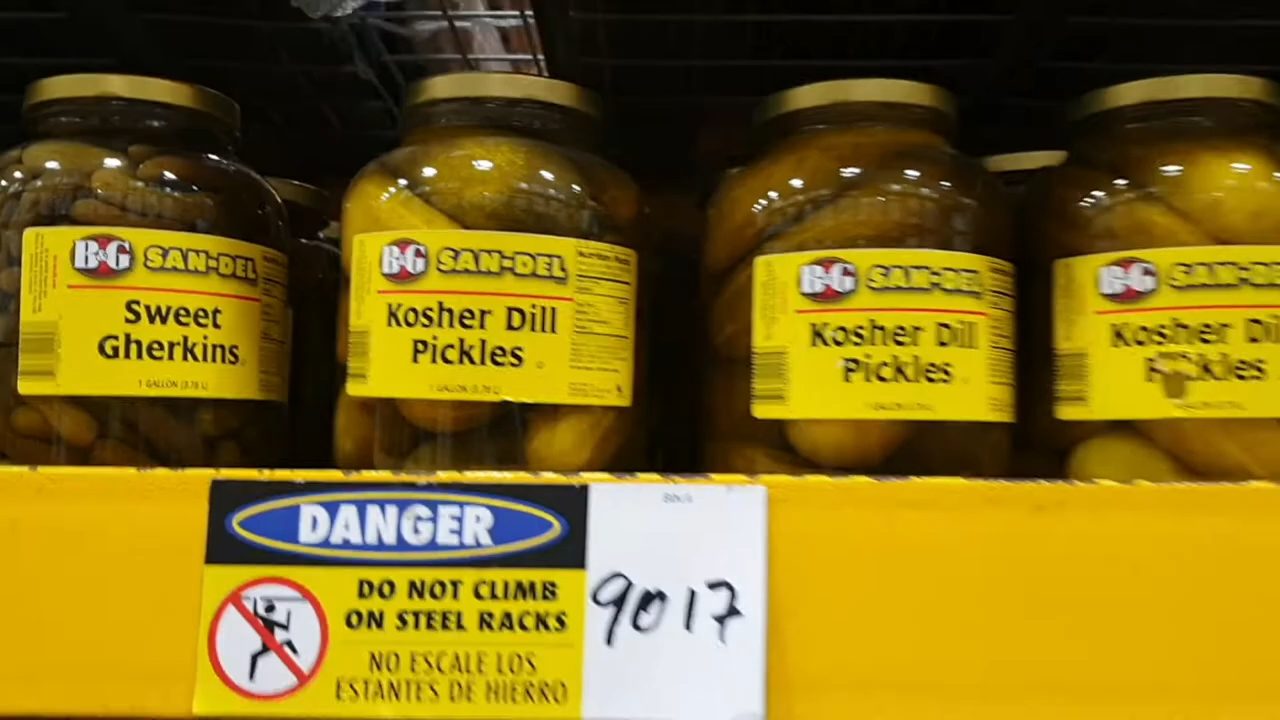 B&G SAN-DEL
Sweet
Gherkins
1 GALLON (3.78 L)
B&G SAN-DEL
Kosher Dill
Pickles
1 GALLON (3.78 L)
B&G SAN-DEL
Kosher Dill
Pickles
B&G SAN-DE
Kosher Dil
Pickles
DANGER
DO NOT CLIMB
ON STEEL RACKS
NO ESCALE LOS
ESTANTES DE HIERRO
9017